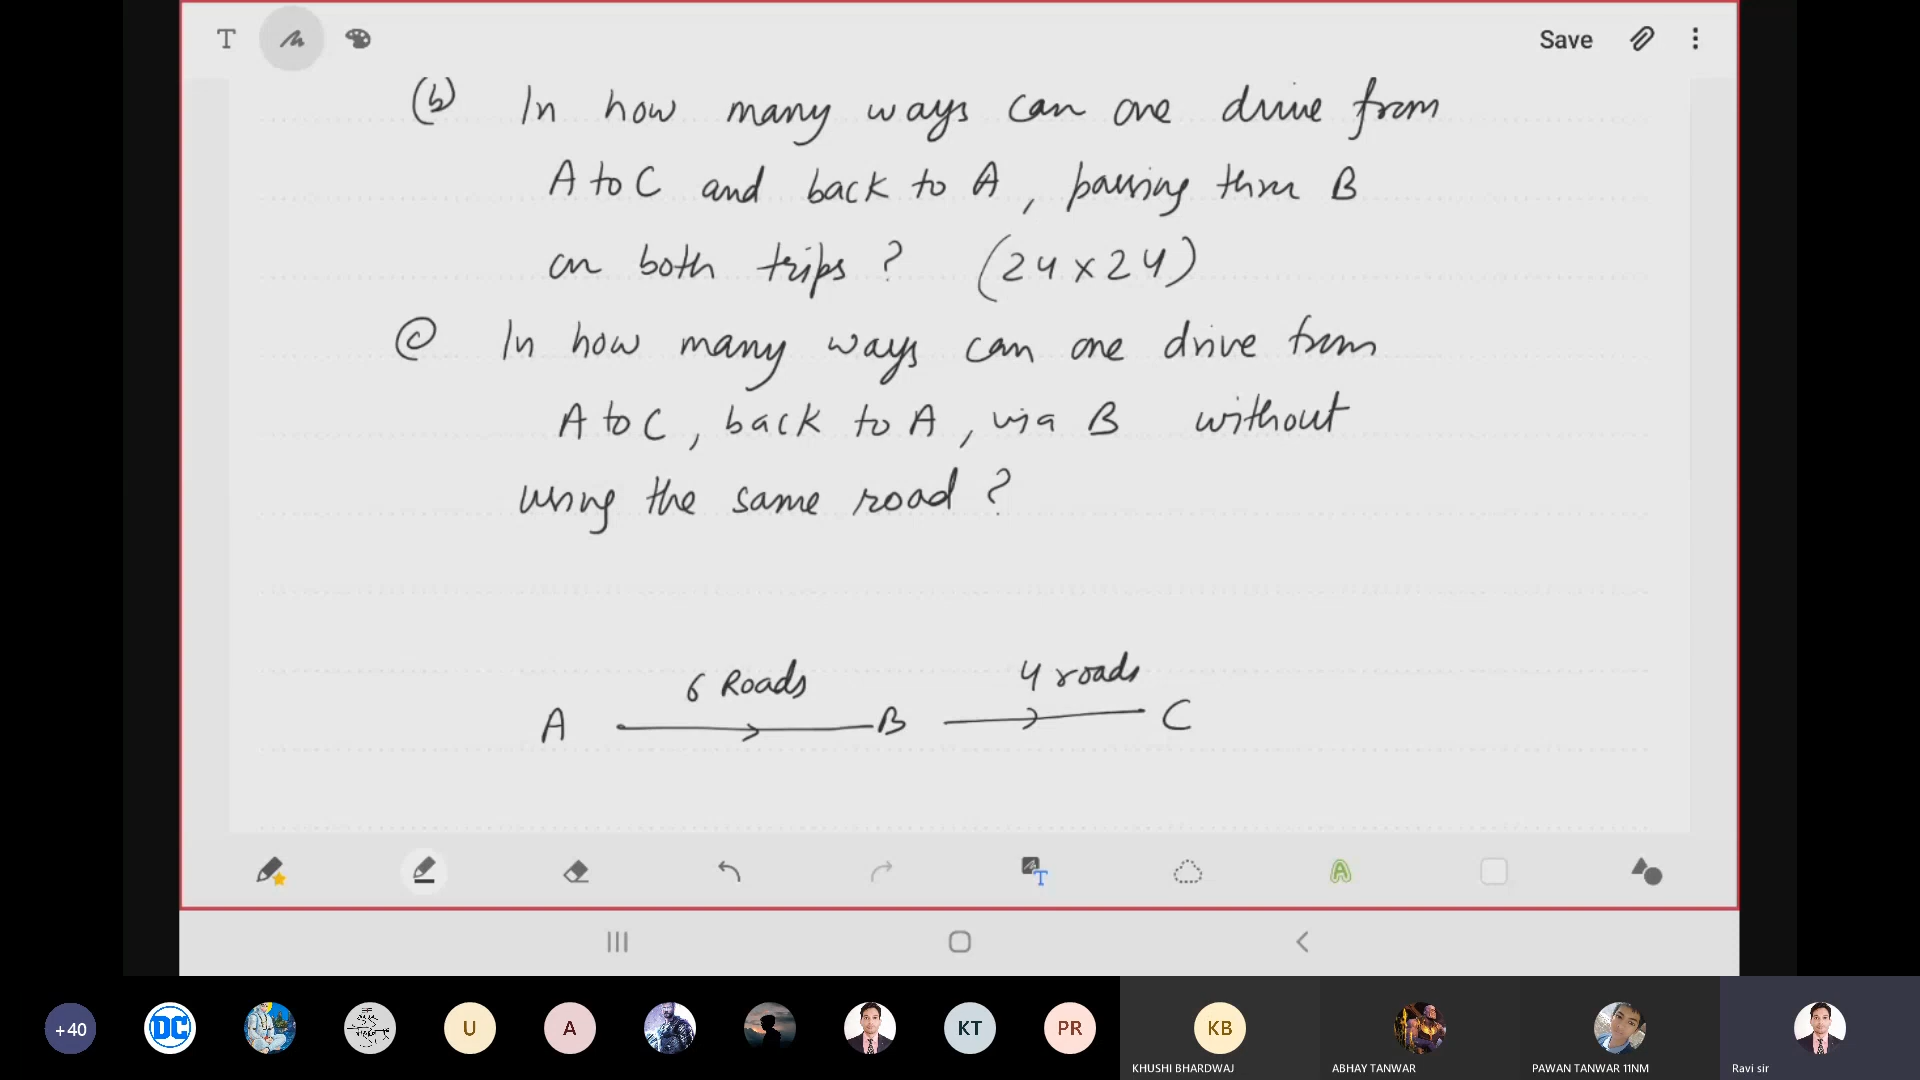 T Save
(b) In how many ways can one drive from
A to C and back to A, passing thru B
on both trips ? (24 x 24)
(c) In how many ways can one drive from
A to C, back to A, via B without
using the same road ?
6 Roads 4 roads
A B C
T A
+40 DC U A KT PR KB
KHUSHI BHARDWAJ ABHAY TANWAR PAWAN TANWAR 11NM Ravi sir